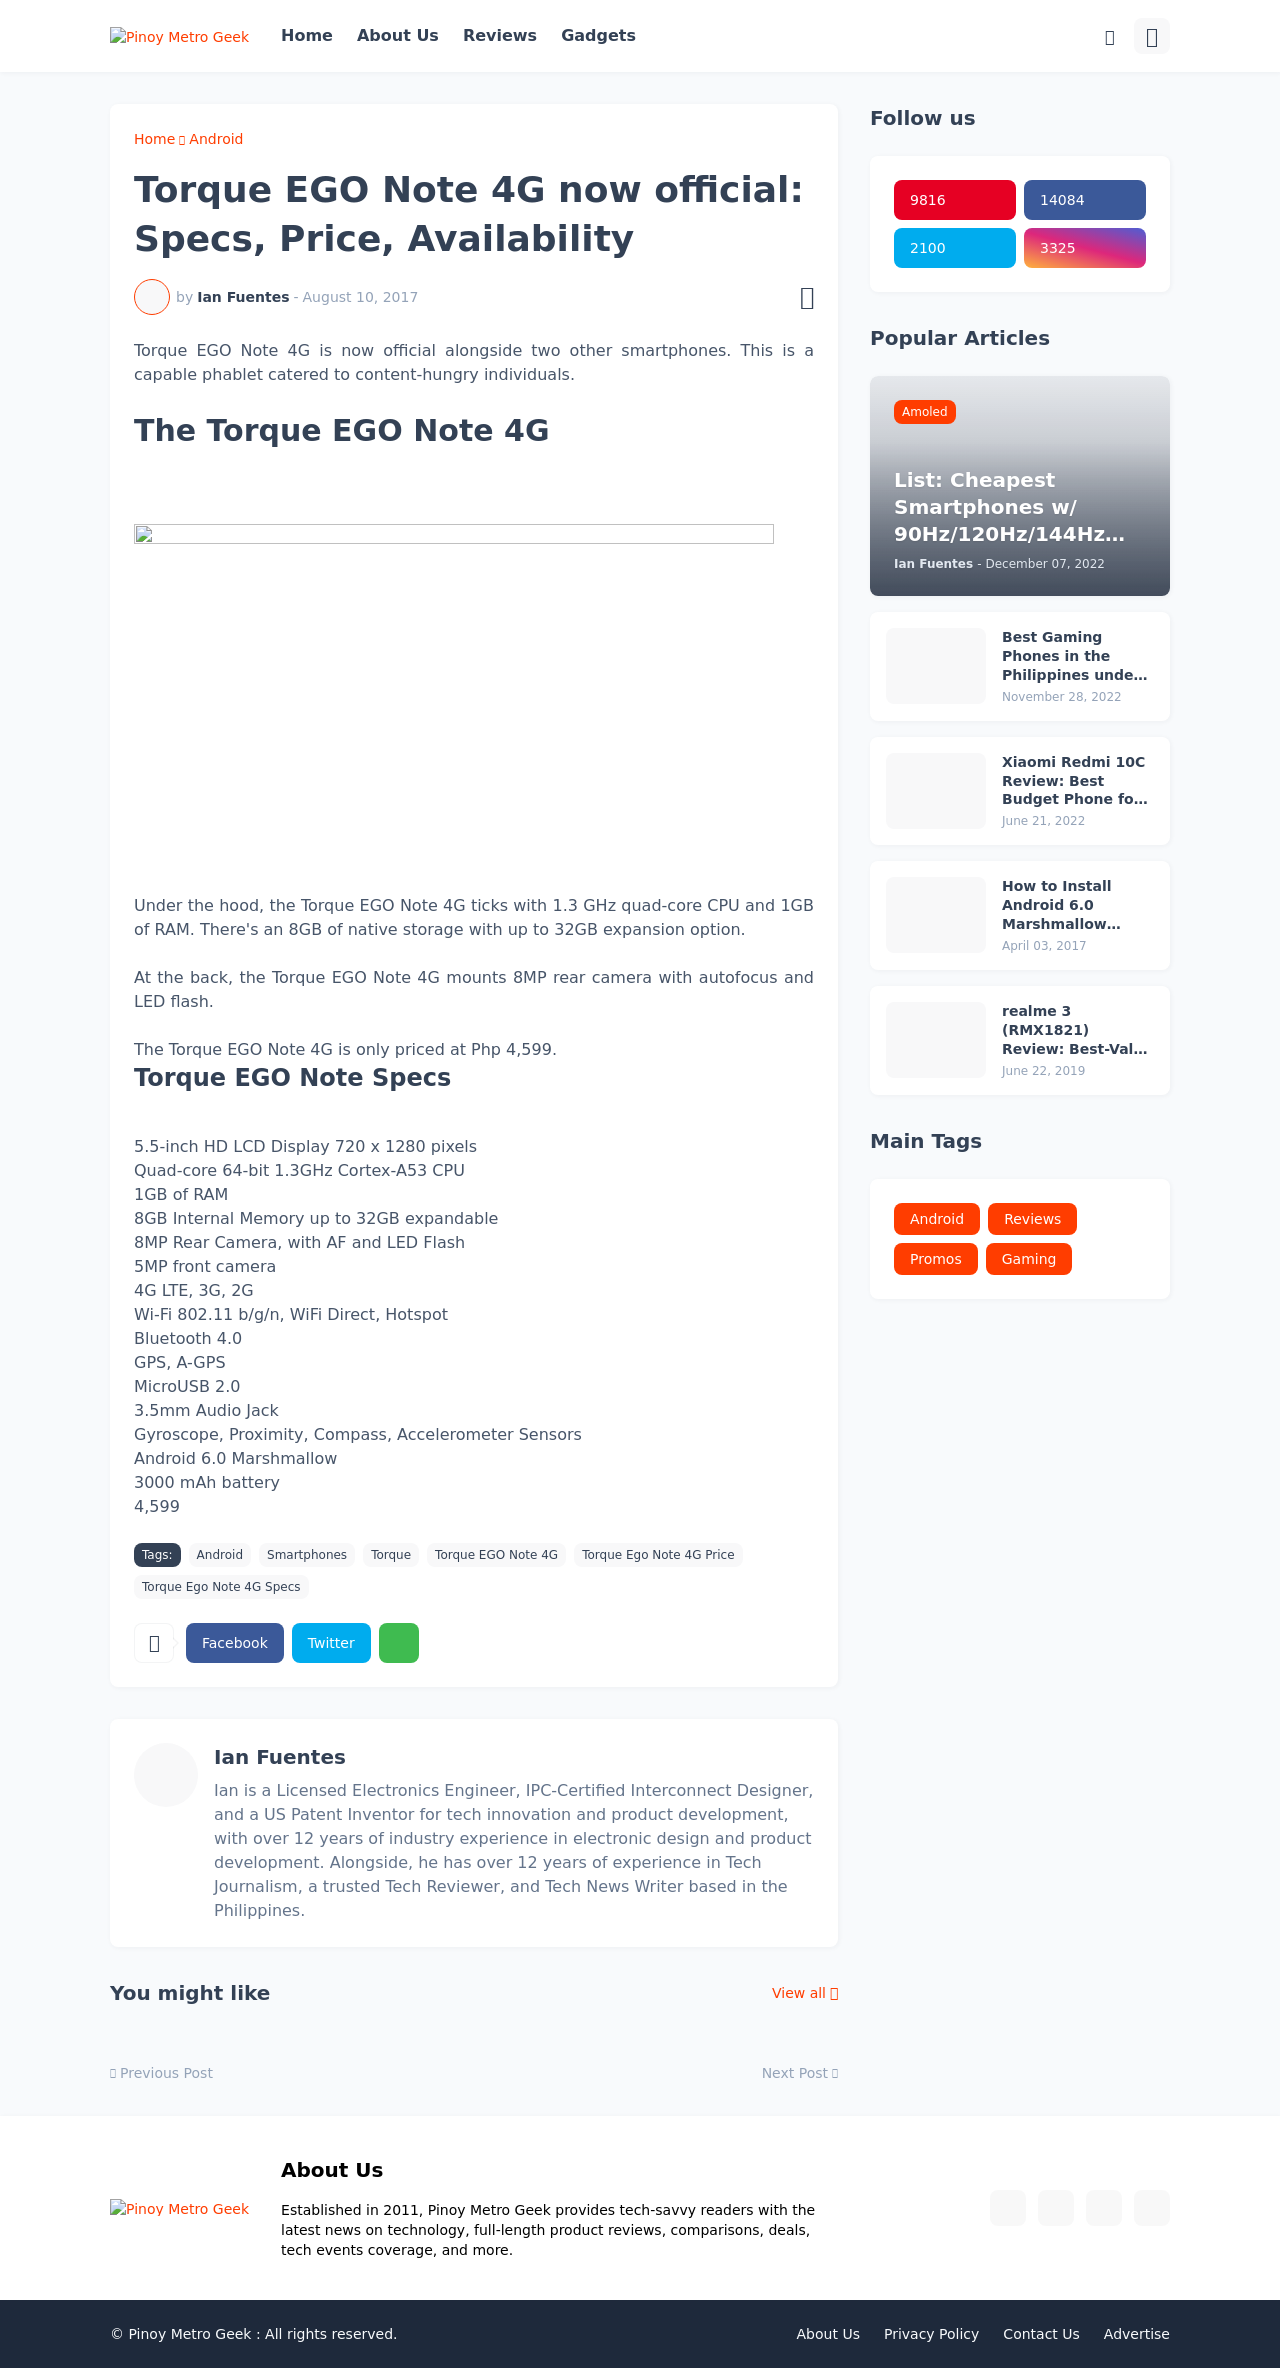 Pinoy Metro Geek
Home
About Us
Reviews
Gadgets
Home
Android
Torque EGO Note 4G now official:
Specs, Price, Availability
by Ian Fuentes - August 10, 2017
Torque EGO Note 4G is now official alongside two other smartphones. This is a
capable phablet catered to content-hungry individuals.
The Torque EGO Note 4G
Under the hood, the Torque EGO Note 4G ticks with 1.3 GHz quad-core CPU and 1GB
of RAM. There's an 8GB of native storage with up to 32GB expansion option.
At the back, the Torque EGO Note 4G mounts 8MP rear camera with autofocus and
LED flash.
The Torque EGO Note 4G is only priced at Php 4,599.
Torque EGO Note Specs
5.5-inch HD LCD Display 720 x 1280 pixels
Quad-core 64-bit 1.3GHz Cortex-A53 CPU
1GB of RAM
8GB Internal Memory up to 32GB expandable
8MP Rear Camera, with AF and LED Flash
5MP front camera
4G LTE, 3G, 2G
Wi-Fi 802.11 b/g/n, WiFi Direct, Hotspot
Bluetooth 4.0
GPS, A-GPS
MicroUSB 2.0
3.5mm Audio Jack
Gyroscope, Proximity, Compass, Accelerometer Sensors
Android 6.0 Marshmallow
3000 mAh battery
4,599
Tags:
Android
Smartphones
Torque
Torque EGO Note 4G
Torque Ego Note 4G Price
Torque Ego Note 4G Specs
Facebook
Twitter
Ian Fuentes
Ian is a Licensed Electronics Engineer, IPC-Certified Interconnect Designer,
and a US Patent Inventor for tech innovation and product development,
with over 12 years of industry experience in electronic design and product
development. Alongside, he has over 12 years of experience in Tech
Journalism, a trusted Tech Reviewer, and Tech News Writer based in the
Philippines.
You might like
View all
Previous Post
Next Post
Follow us
9816
14084
2100
3325
Popular Articles
Amoled
List: Cheapest
Smartphones w/
90Hz/120Hz/144Hz…
Ian Fuentes - December 07, 2022
Best Gaming
Phones in the
Philippines unde…
November 28, 2022
Xiaomi Redmi 10C
Review: Best
Budget Phone fo…
June 21, 2022
How to Install
Android 6.0
Marshmallow…
April 03, 2017
realme 3
(RMX1821)
Review: Best-Val…
June 22, 2019
Main Tags
Android
Reviews
Promos
Gaming
Pinoy Metro Geek
About Us
Established in 2011, Pinoy Metro Geek provides tech-savvy readers with the
latest news on technology, full-length product reviews, comparisons, deals,
tech events coverage, and more.
© Pinoy Metro Geek : All rights reserved.
About Us
Privacy Policy
Contact Us
Advertise